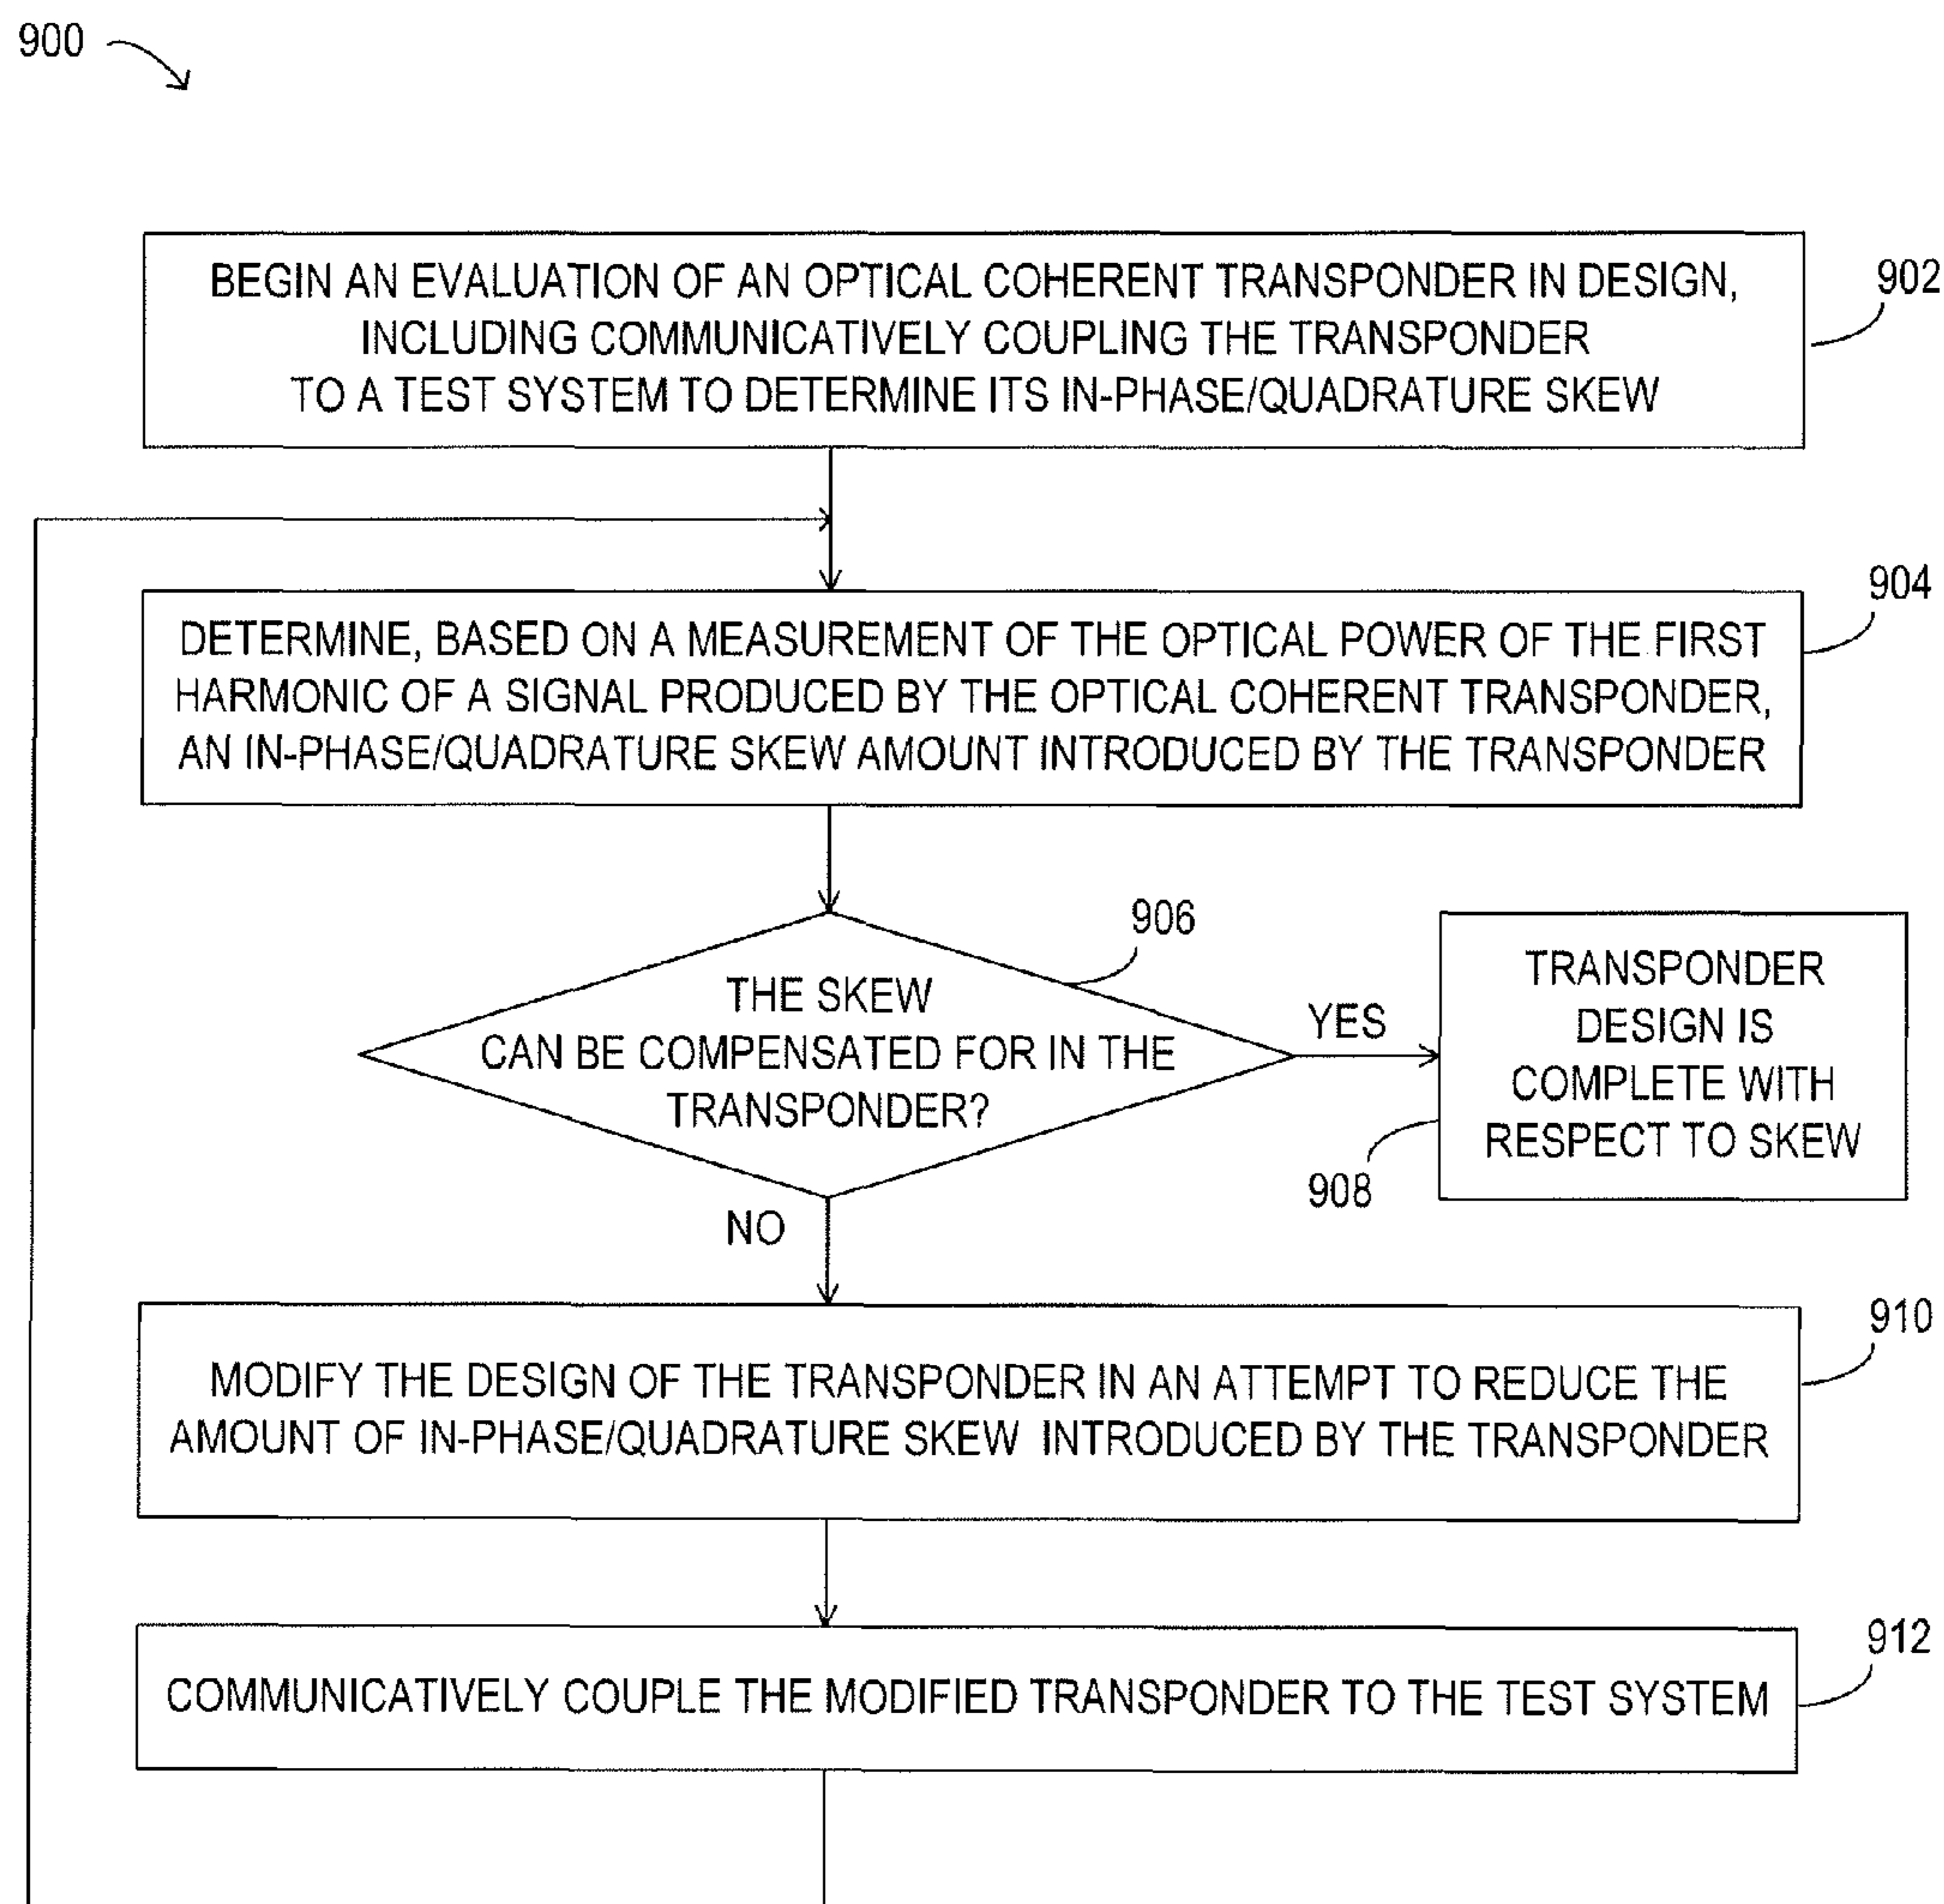 900
BEGIN AN EVALUATION OF AN OPTICAL COHERENT TRANSPONDER IN DESIGN,
INCLUDING COMMUNICATIVELY COUPLING THE TRANSPONDER
TO A TEST SYSTEM TO DETERMINE ITS IN-PHASE/QUADRATURE SKEW
902
DETERMINE, BASED ON A MEASUREMENT OF THE OPTICAL POWER OF THE FIRST
HARMONIC OF A SIGNAL PRODUCED BY THE OPTICAL COHERENT TRANSPONDER,
AN IN-PHASE/QUADRATURE SKEW AMOUNT INTRODUCED BY THE TRANSPONDER
904
THE SKEW
CAN BE COMPENSATED FOR IN THE
TRANSPONDER?
906
YES
TRANSPONDER
DESIGN IS
COMPLETE WITH
RESPECT TO SKEW
908
NO
MODIFY THE DESIGN OF THE TRANSPONDER IN AN ATTEMPT TO REDUCE THE
AMOUNT OF IN-PHASE/QUADRATURE SKEW INTRODUCED BY THE TRANSPONDER
910
COMMUNICATIVELY COUPLE THE MODIFIED TRANSPONDER TO THE TEST SYSTEM
912